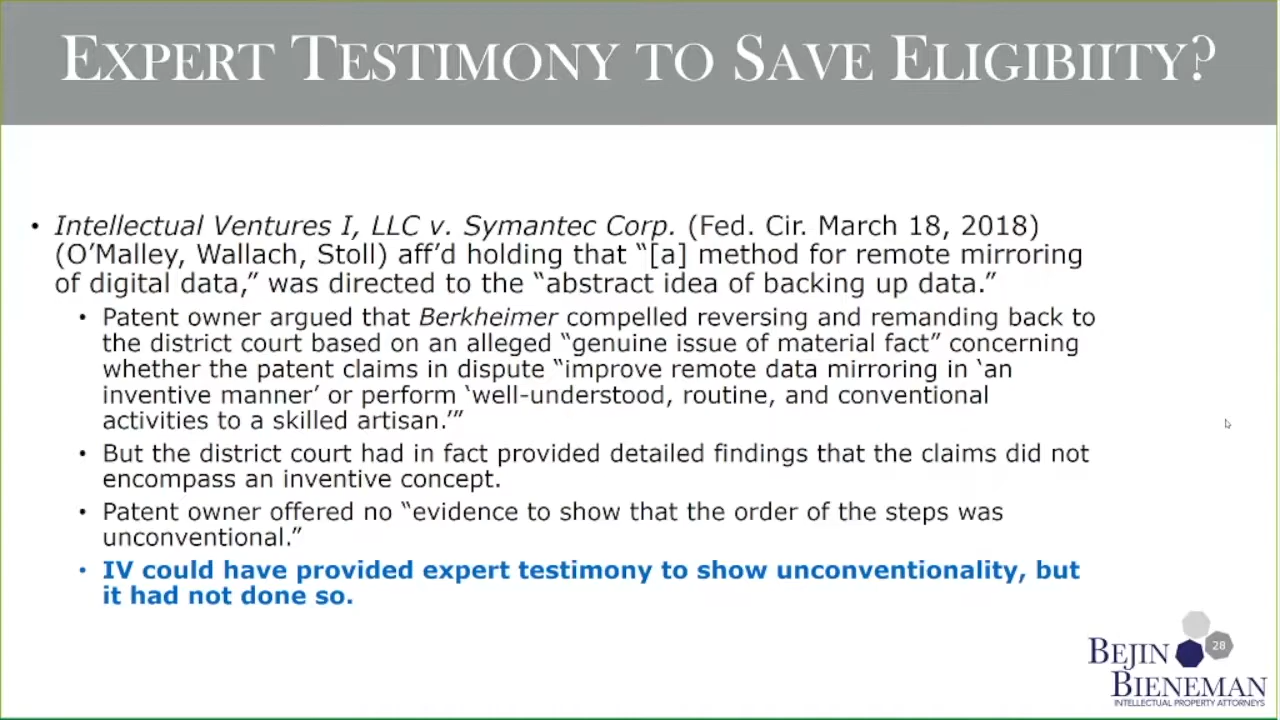 EXPERT TESTIMONY TO SAVE ELIGIBIITY?
• Intellectual Ventures I, LLC v. Symantec Corp. (Fed. Cir. March 18, 2018)
(O’Malley, Wallach, Stoll) aff’d holding that “[a] method for remote mirroring
of digital data,” was directed to the “abstract idea of backing up data.”
• Patent owner argued that Berkheimer compelled reversing and remanding back to
the district court based on an alleged “genuine issue of material fact” concerning
whether the patent claims in dispute “improve remote data mirroring in ‘an
inventive manner’ or perform ‘well-understood, routine, and conventional
activities to a skilled artisan.’”
• But the district court had in fact provided detailed findings that the claims did not
encompass an inventive concept.
• Patent owner offered no “evidence to show that the order of the steps was
unconventional.”
• IV could have provided expert testimony to show unconventionality, but
it had not done so.
28
BEJIN
BIENEMAN
INTELLECTUAL PROPERTY ATTORNEYS